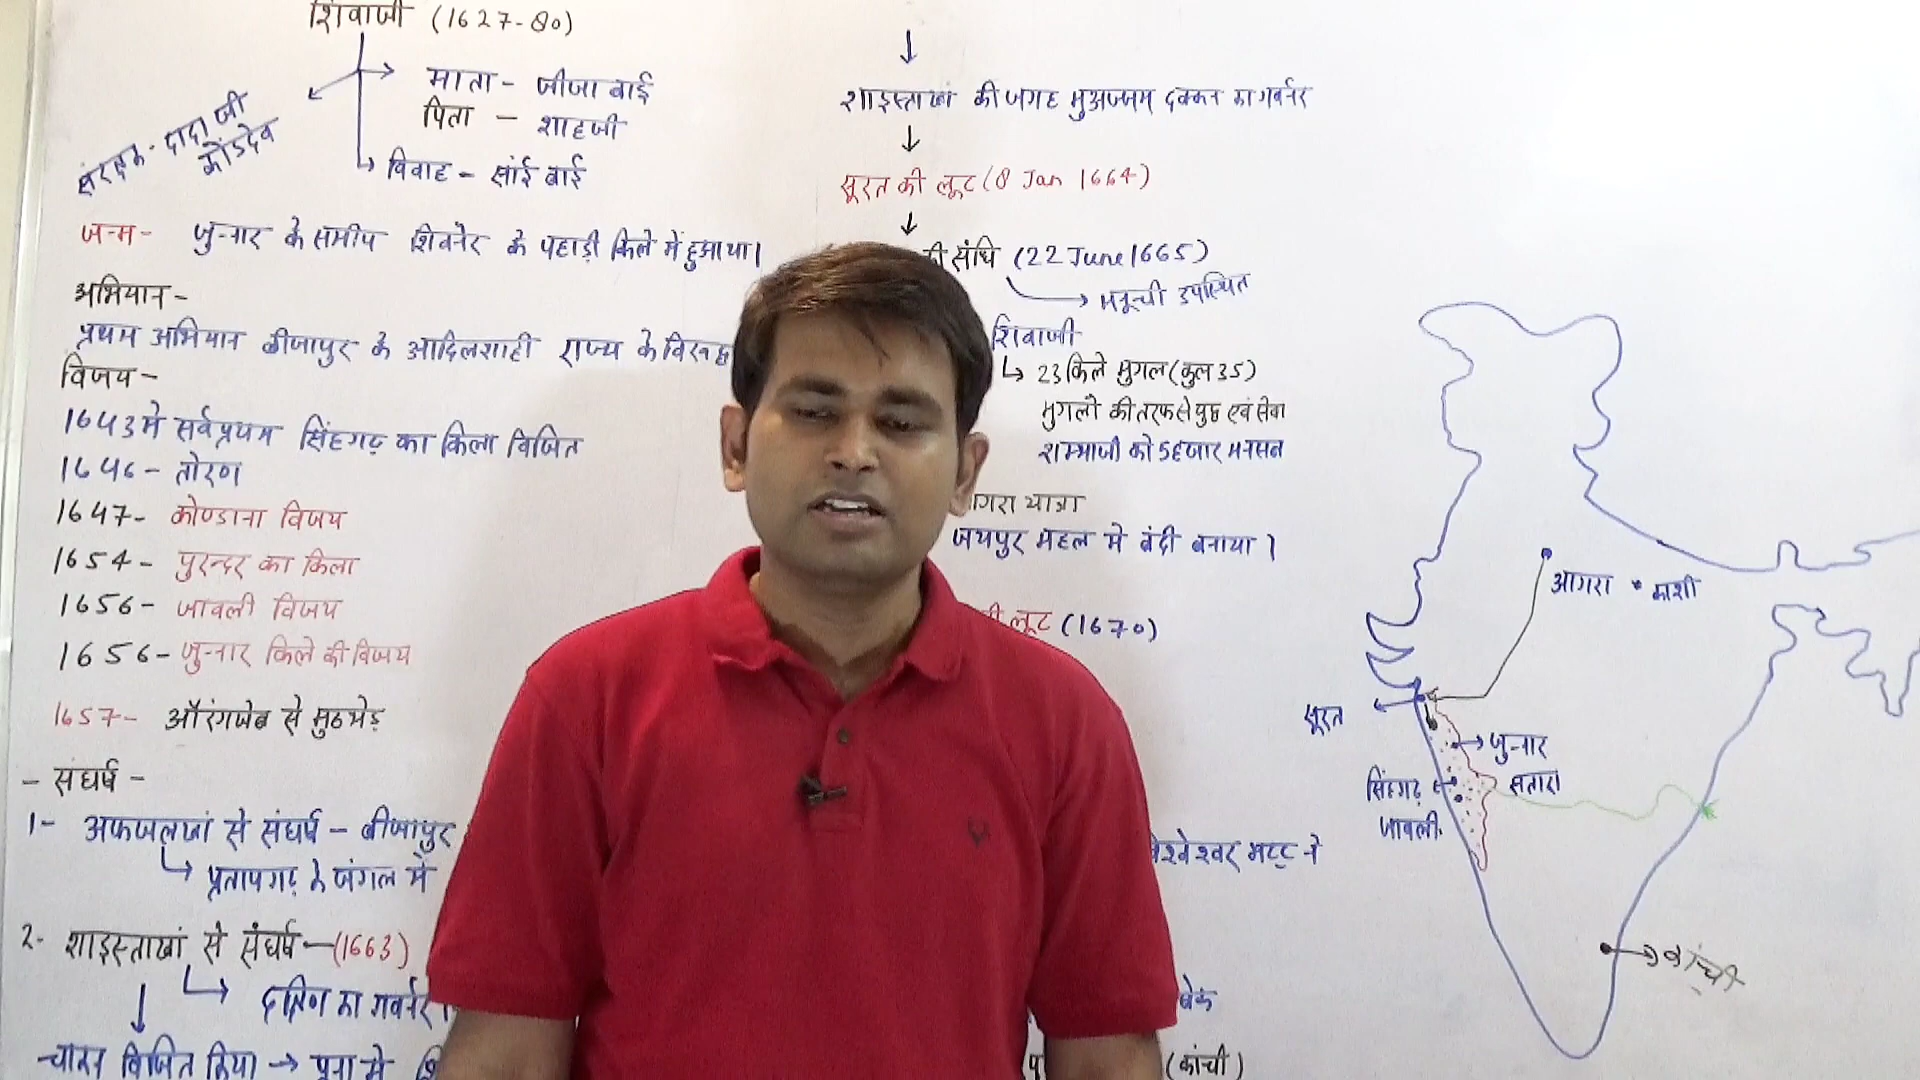 शिवाजी (1627-80)
माता - जीजा बाई
पिता - शाहजी
विवाह - सांई बाई
संरक्षक - दादा जी
कोंडदेव
जन्म- जुन्नार के समीप शिवनेर के पहाड़ी किले में हुआ था।
अभियान-
प्रथम अभियान बीजापुर के आदिलशाही राज्य के विरुद्ध
विजय-
1643 मे सर्वप्रथम सिंहगढ़ का किला विजित
1646- तोरण
1647- कोण्डाना विजय
1654- पुरन्दर का किला
1656- जावली विजय
1656- जुन्नार किले की विजय
1657- औरंगजेब से मुठभेड़
- संघर्ष -
1- अफजलखां से संघर्ष - बीजापुर
प्रतापगढ़ के जंगल में
2- शाइस्ताखां से संघर्ष - (1663)
दक्षिण का गवर्नर
चाकन विजित किया → पूना मे
शाइस्ताखां की जगह मुअज्जम दक्कन का गवर्नर
सूरत की लूट (8 Jan 1664)
की संधि (22 June 1665)
मनूची उपस्थित
शिवाजी
23 किले मुगल (कुल 35)
मुगलों की तरफ से युद्ध एवं सेवा
शम्भाजी को 5 हजार मनसब
यात्रा
जयपुर महल मे बंदी बनाया।
लूट (1670)
भट्ट ने
(कांची)
आगरा
काशी
सूरत
जुन्नार
सतारा
सिंहगढ़
जावली
कांची